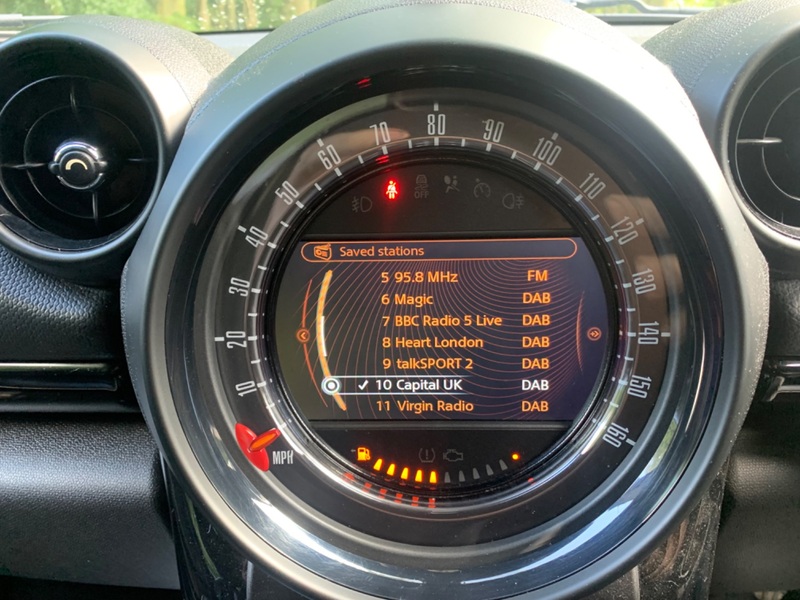 80
70
90
60
100
50
110
40
120
30
130
20
140
10
150
160
MPH
OFF
Saved stations
5 95.8 MHz FM
6 Magic DAB
7 BBC Radio 5 Live DAB
8 Heart London DAB
9 talkSPORT 2 DAB
✓ 10 Capital UK DAB
11 Virgin Radio DAB